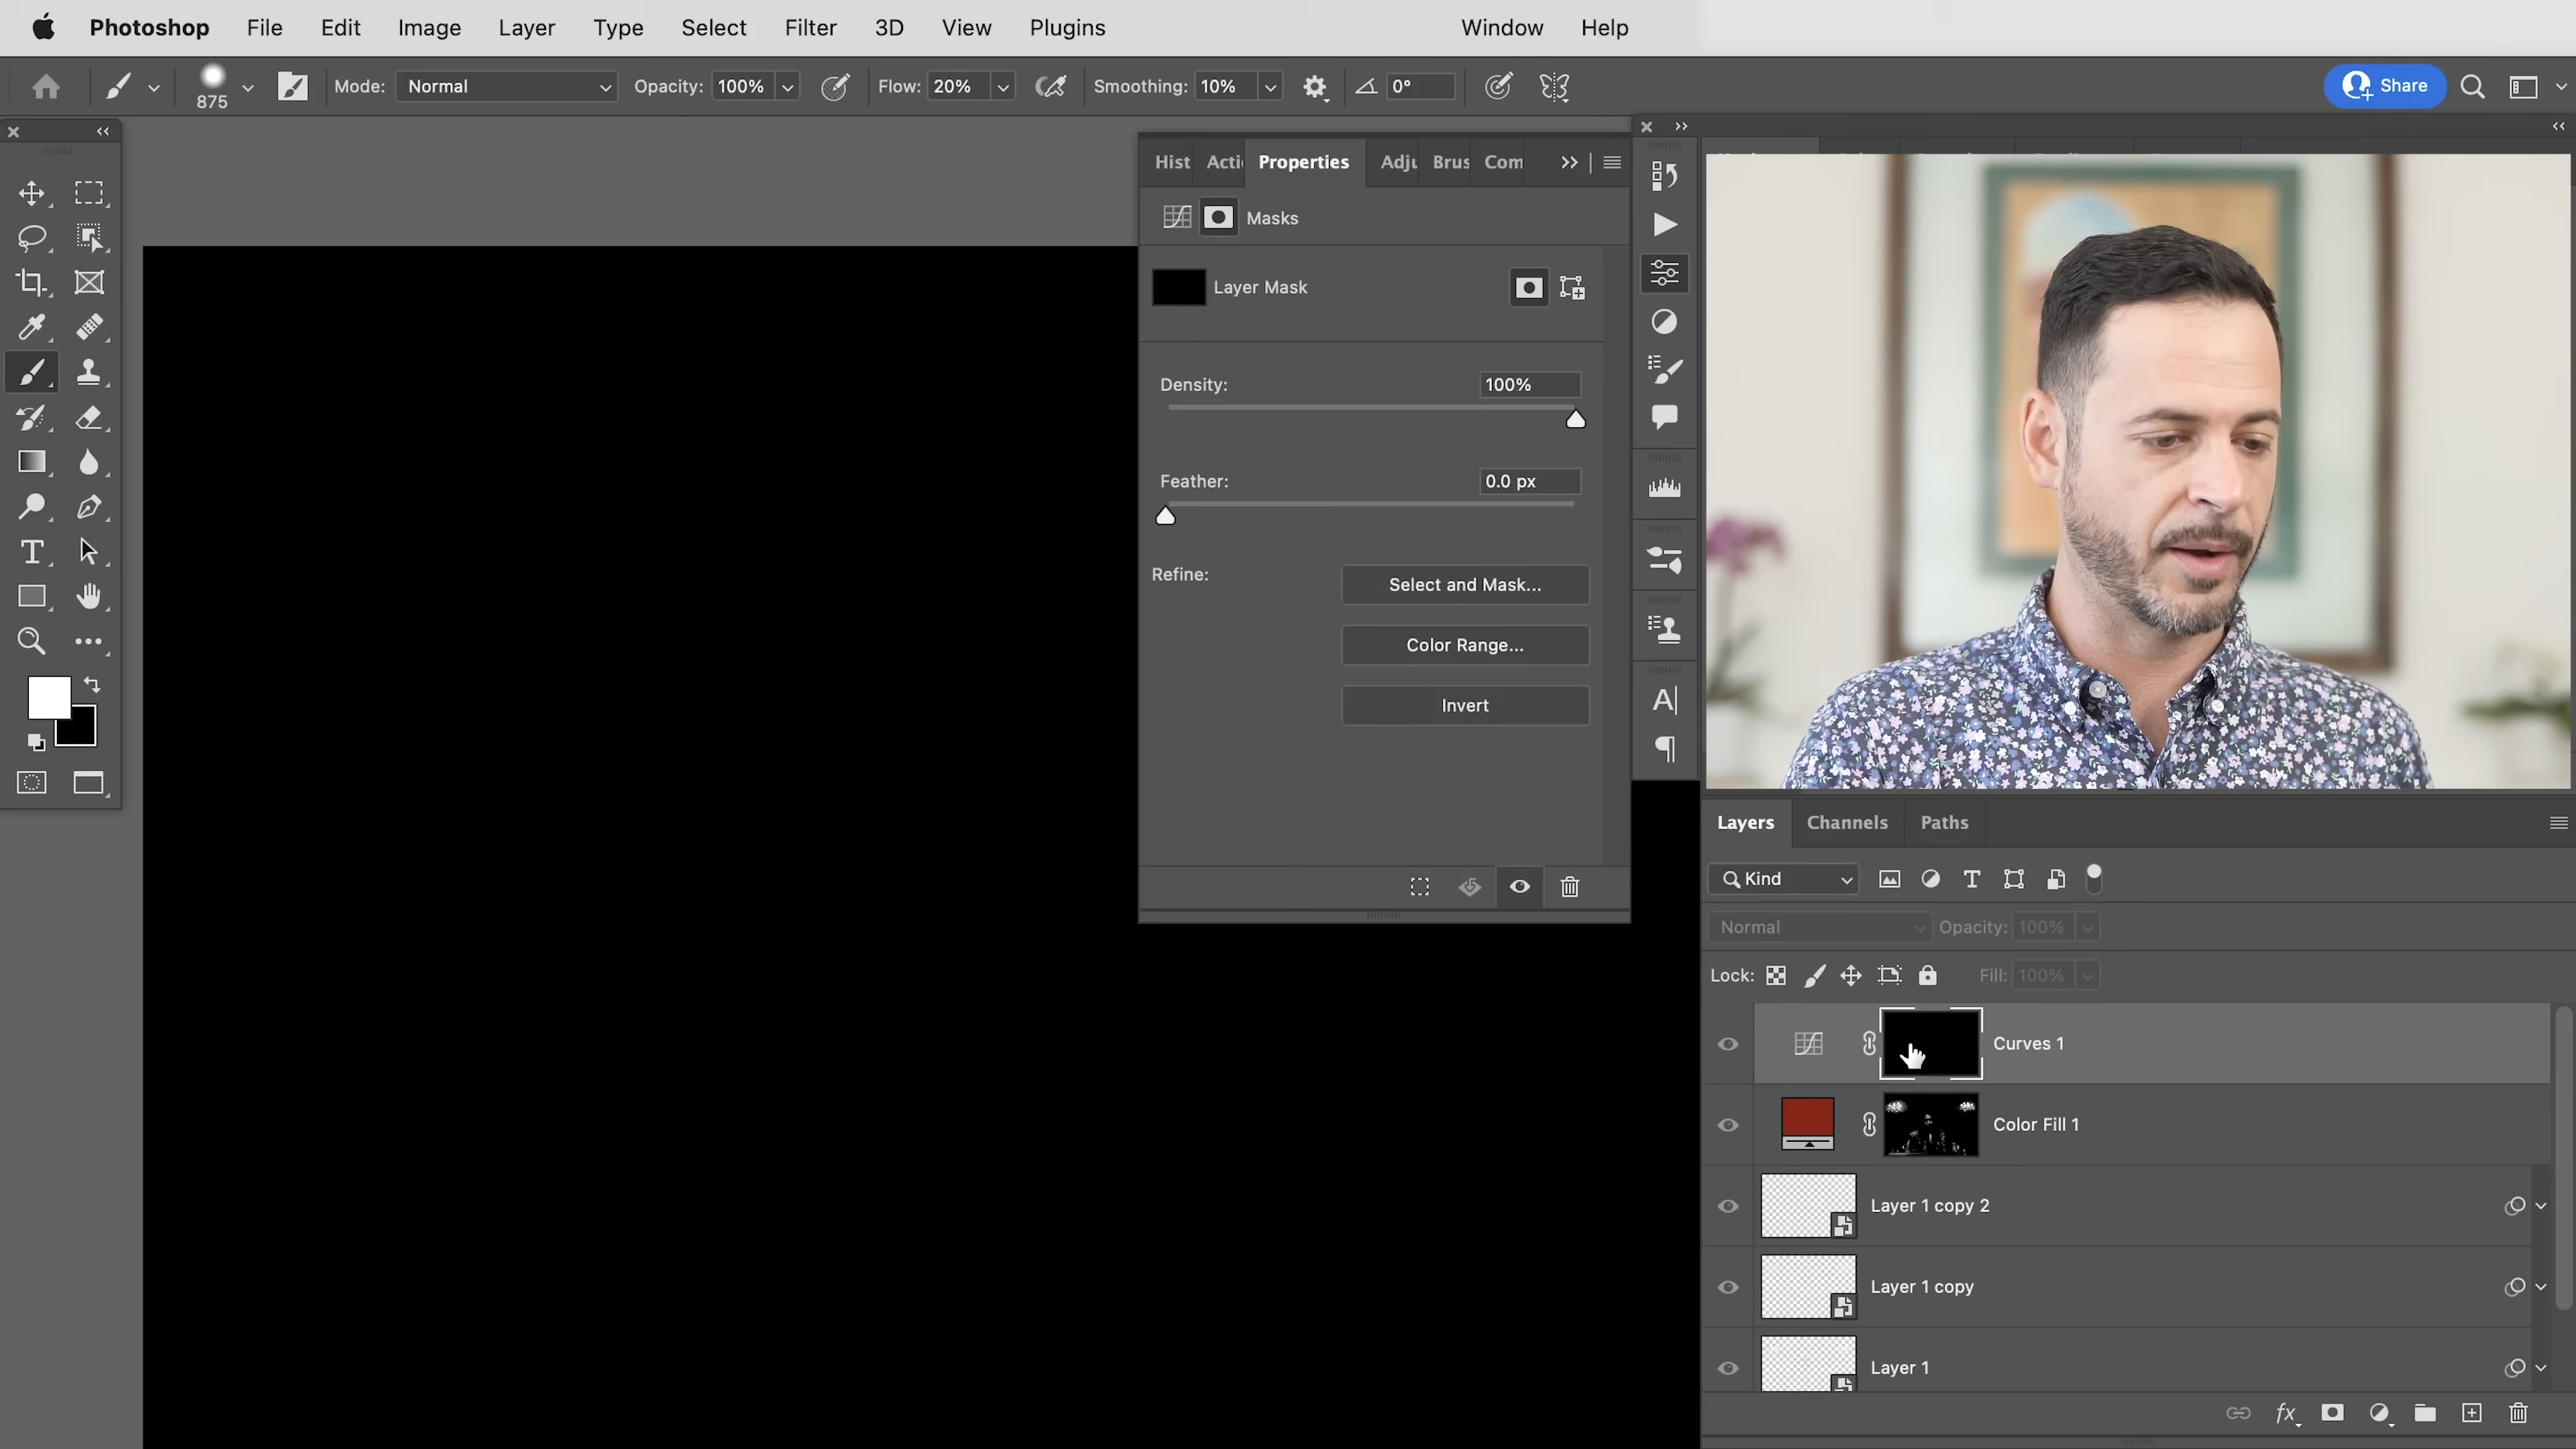 Photoshop File Edit Image Layer Type Select Filter 3D View Plugins Window Help
875 Mode: Normal Opacity: 100% Flow: 20% Smoothing: 10% 0° Share
Hist Acti Properties Adju Brus Com
Masks
Layer Mask
Density: 100%
Feather: 0.0 px
Refine: Select and Mask...
Color Range...
Invert
Layers Channels Paths
Kind
Normal Opacity: 100%
Lock: Fill: 100%
Curves 1
Color Fill 1
Layer 1 copy 2
Layer 1 copy
Layer 1
fx